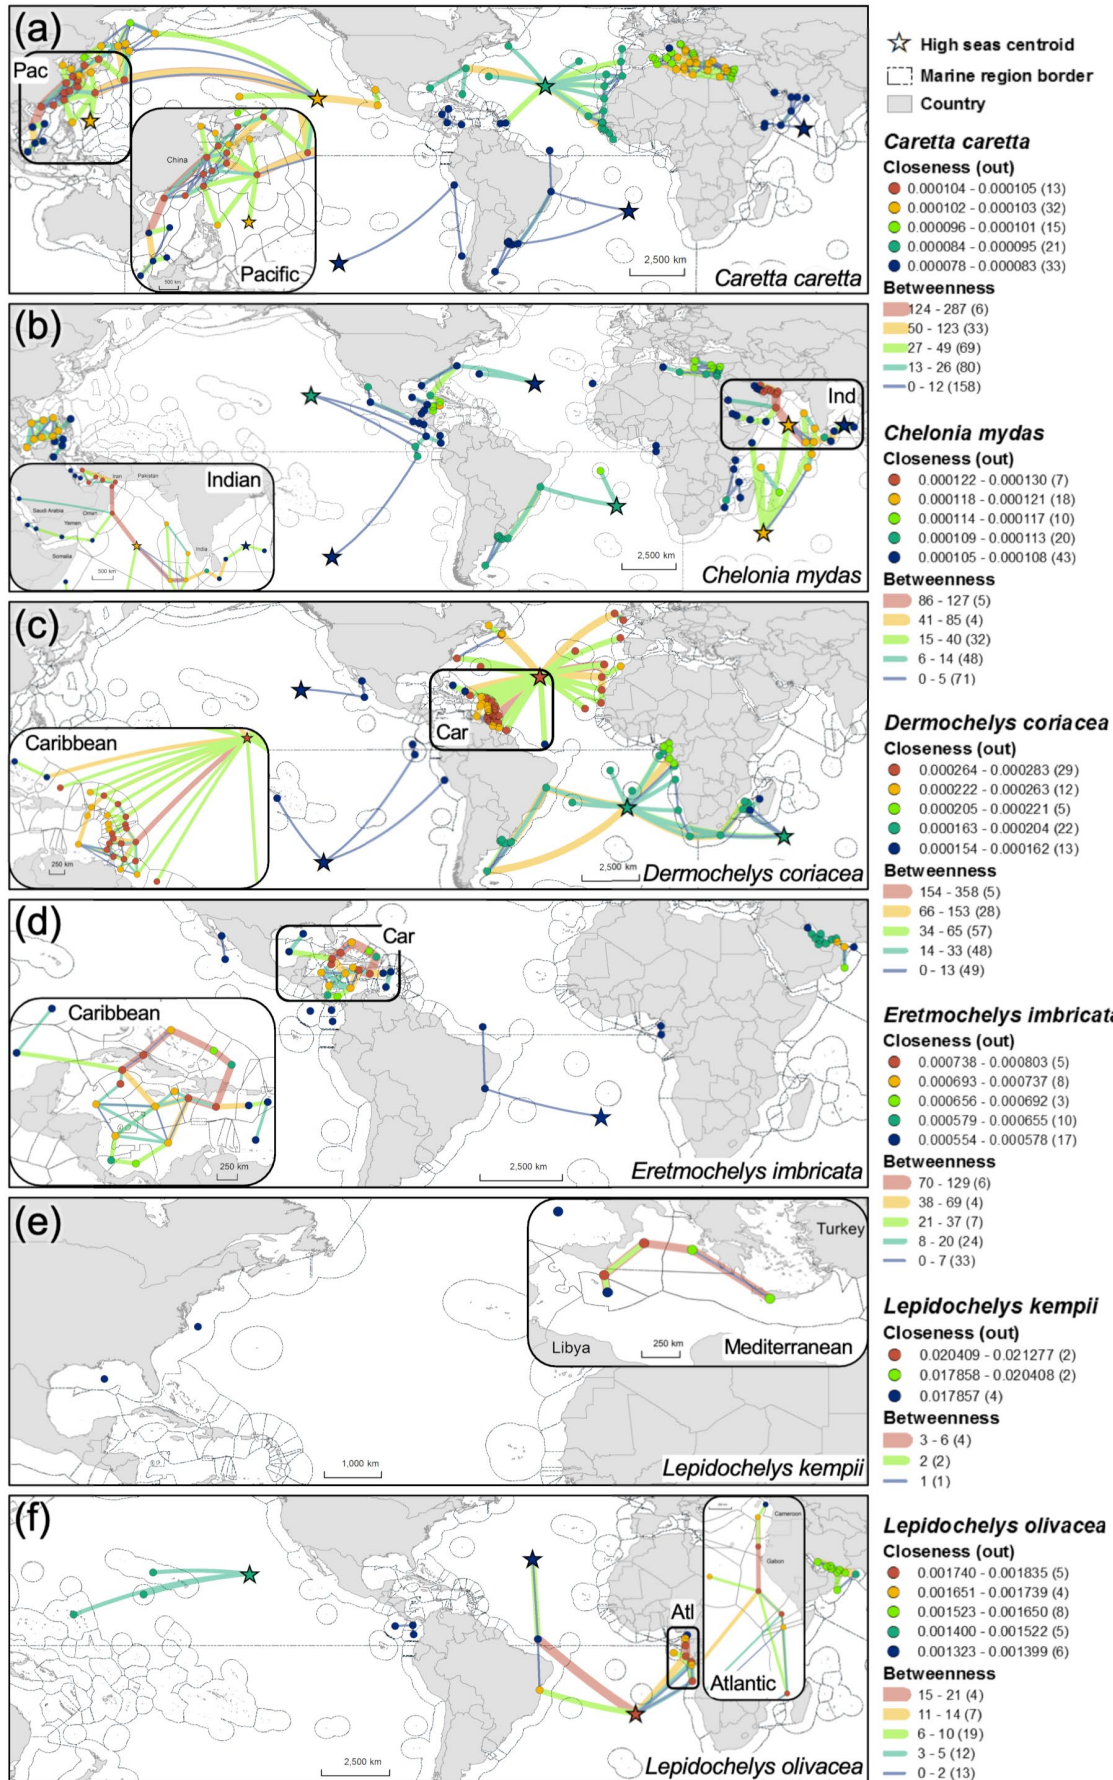 (a)
Pac
China
Pacific
500 km
2,500 km
Caretta caretta
(b)
Ind
Indian
Iran
Pakistan
Saudi Arabia
Oman
Yemen
India
Somalia
500 km
2,500 km
Chelonia mydas
(c)
Car
Caribbean
250 km
2,500 km
Dermochelys coriacea
(d)
Car
Caribbean
250 km
2,500 km
Eretmochelys imbricata
(e)
Turkey
Libya
250 km
Mediterranean
1,000 km
Lepidochelys kempii
(f)
Cameroon
Gabon
Atl
Atlantic
2,500 km
Lepidochelys olivacea
High seas centroid
Marine region border
Country
Caretta caretta
Closeness (out)
0.000104 - 0.000105 (13)
0.000102 - 0.000103 (32)
0.000096 - 0.000101 (15)
0.000084 - 0.000095 (21)
0.000078 - 0.000083 (33)
Betweenness
124 - 287 (6)
50 - 123 (33)
27 - 49 (69)
13 - 26 (80)
0 - 12 (158)
Chelonia mydas
Closeness (out)
0.000122 - 0.000130 (7)
0.000118 - 0.000121 (18)
0.000114 - 0.000117 (10)
0.000109 - 0.000113 (20)
0.000105 - 0.000108 (43)
Betweenness
86 - 127 (5)
41 - 85 (4)
15 - 40 (32)
6 - 14 (48)
0 - 5 (71)
Dermochelys coriacea
Closeness (out)
0.000264 - 0.000283 (29)
0.000222 - 0.000263 (12)
0.000205 - 0.000221 (5)
0.000163 - 0.000204 (22)
0.000154 - 0.000162 (13)
Betweenness
154 - 358 (5)
66 - 153 (28)
34 - 65 (57)
14 - 33 (48)
0 - 13 (49)
Eretmochelys imbricata
Closeness (out)
0.000738 - 0.000803 (5)
0.000693 - 0.000737 (8)
0.000656 - 0.000692 (3)
0.000579 - 0.000655 (10)
0.000554 - 0.000578 (17)
Betweenness
70 - 129 (6)
38 - 69 (4)
21 - 37 (7)
8 - 20 (24)
0 - 7 (33)
Lepidochelys kempii
Closeness (out)
0.020409 - 0.021277 (2)
0.017858 - 0.020408 (2)
0.017857 (4)
Betweenness
3 - 6 (4)
2 (2)
1 (1)
Lepidochelys olivacea
Closeness (out)
0.001740 - 0.001835 (5)
0.001651 - 0.001739 (4)
0.001523 - 0.001650 (8)
0.001400 - 0.001522 (5)
0.001323 - 0.001399 (6)
Betweenness
15 - 21 (4)
11 - 14 (7)
6 - 10 (19)
3 - 5 (12)
0 - 2 (13)